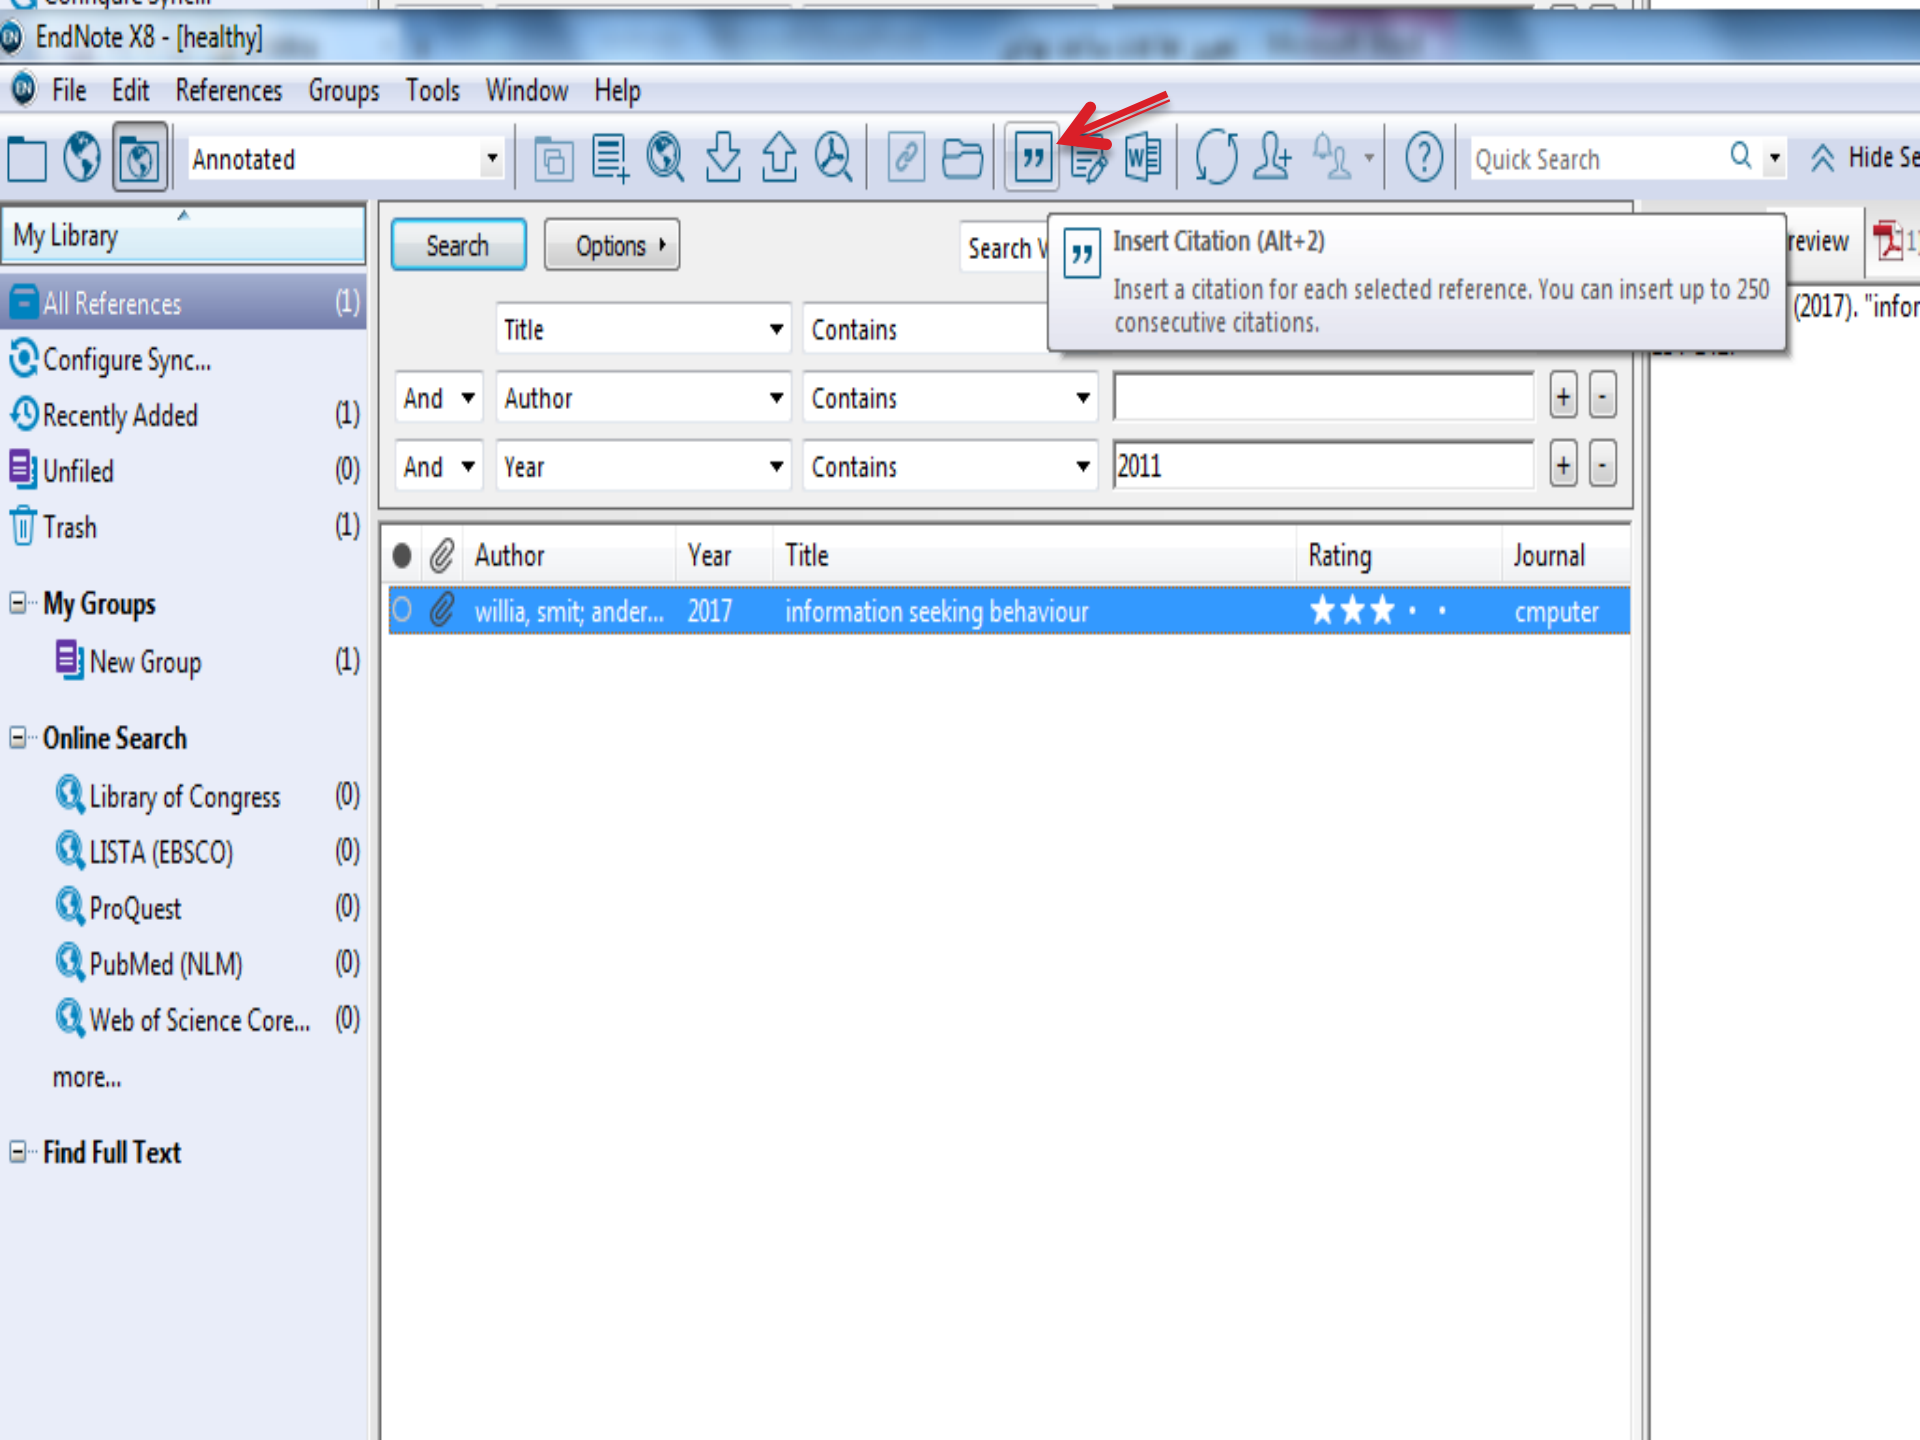 EndNote X8 - [healthy]
File Edit References Groups Tools Window Help
Annotated
Quick Search
Hide Se
My Library
Search
Options
Search
Insert Citation (Alt+2)
Insert a citation for each selected reference. You can insert up to 250
consecutive citations.
review
(2017). "infor
All References (1)
Configure Sync...
Recently Added (1)
Unfiled (0)
Trash (1)
My Groups
New Group (1)
Online Search
Library of Congress (0)
LISTA (EBSCO) (0)
ProQuest (0)
PubMed (NLM) (0)
Web of Science Core... (0)
more...
Find Full Text
Title Contains
And Author Contains + -
And Year Contains 2011 + -
Author Year Title Rating Journal
willia, smit; ander... 2017 information seeking behaviour cmputer